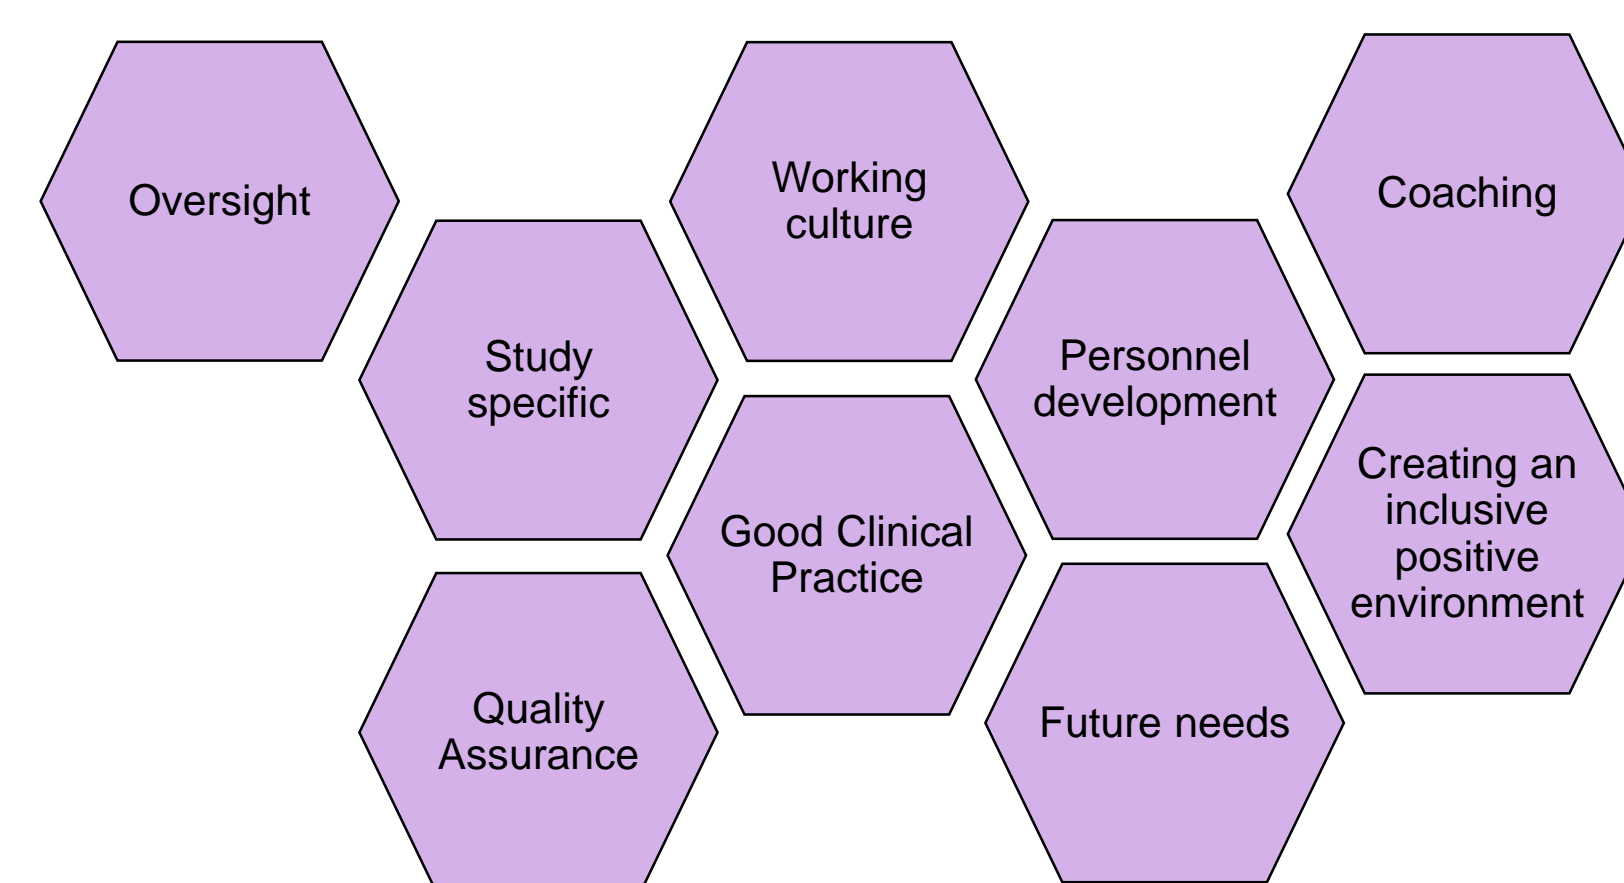 Oversight
Working
culture
Coaching
Study
specific
Personnel
development
Good Clinical
Practice
Creating an
inclusive
positive
environment
Quality
Assurance
Future needs